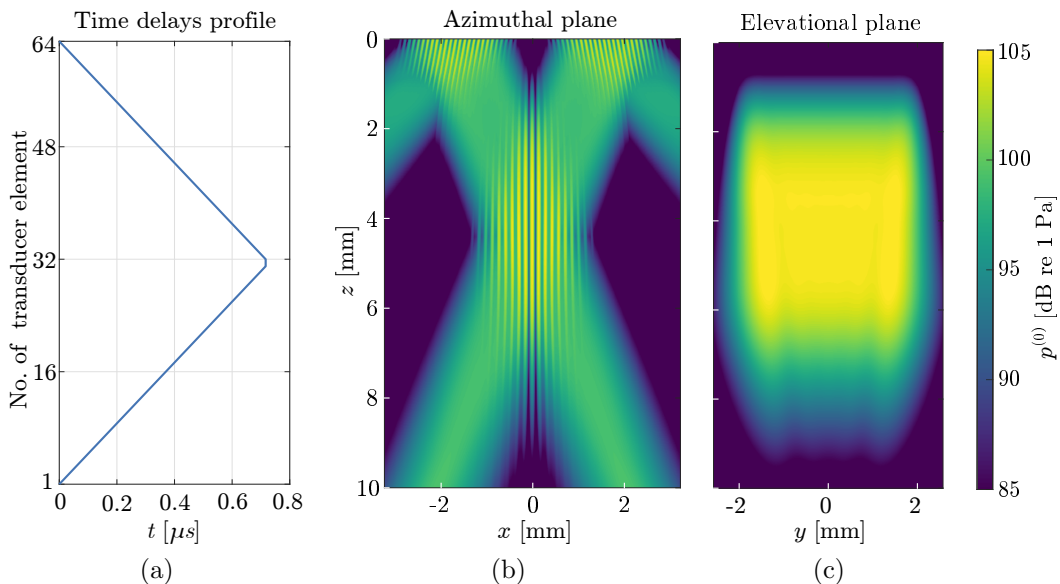 Time delays profile
No. of transducer element
64
48
32
16
1
0
0.2
0.4
0.6
0.8
t [μs]
(a)
Azimuthal plane
z [mm]
0
2
4
6
8
10
-2
0
2
x [mm]
(b)
Elevational plane
-2
0
2
y [mm]
(c)
105
100
95
90
85
p⁽⁰⁾ [dB re 1 Pa]